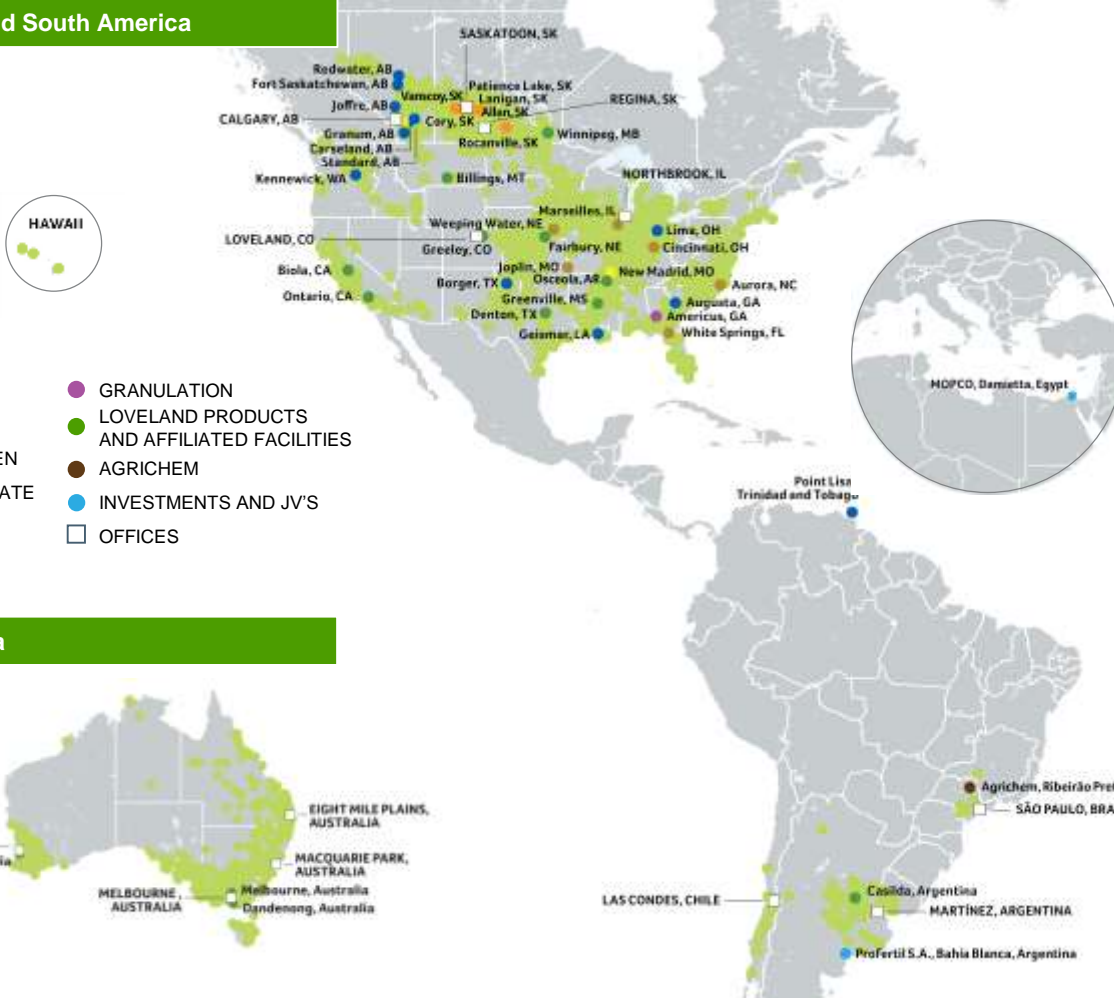 d South America
SASKATOON, SK
Redwater, AB
Fort Saskatchewan, AB
Patience Lake, SK
Vanscoy, SK
Lanigan, SK
REGINA, SK
Joffre, AB
Allan, SK
CALGARY, AB
Cory, SK
Granum, AB
Winnipeg, MB
Carseland, AB
Rocanville, SK
Standard, AB
Kennewick, WA
Billings, MT
NORTHBROOK, IL
HAWAII
Marseilles, IL
Weeping Water, NE
Lima, OH
LOVELAND, CO
Greeley, CO
Fairbury, NE
Cincinnati, OH
Biola, CA
Joplin, MO
New Madrid, MO
Borger, TX
Osceola, AR
Aurora, NC
Ontario, CA
Greenville, MS
Augusta, GA
Denton, TX
Americus, GA
Geismar, LA
White Springs, FL
MOPCO, Damietta, Egypt
GRANULATION
LOVELAND PRODUCTS
AND AFFILIATED FACILITIES
EN
AGRICHEM
ATE
INVESTMENTS AND JV'S
OFFICES
Point Lisa
Trinidad and Tobago
a
EIGHT MILE PLAINS,
AUSTRALIA
MACQUARIE PARK,
AUSTRALIA
ia
MELBOURNE,
AUSTRALIA
Melbourne, Australia
Dandenong, Australia
Agrichem, Ribeirão Pret
SÃO PAULO, BRA
LAS CONDES, CHILE
Casilda, Argentina
MARTÍNEZ, ARGENTINA
Profertil S.A., Bahia Blanca, Argentina